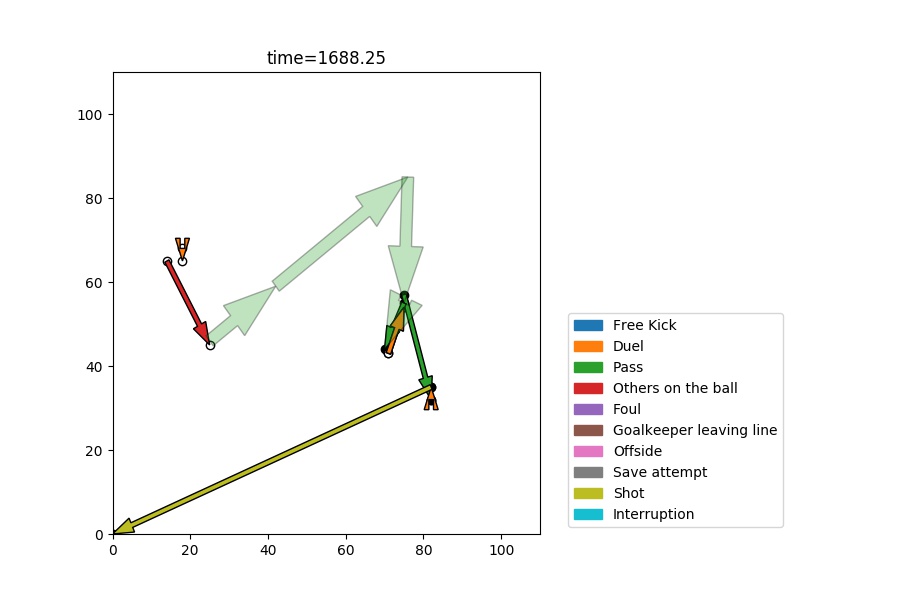 time=1688.25
100
80
60
40
20
0
0 20 40 60 80 100
Free Kick
Duel
Pass
Others on the ball
Foul
Goalkeeper leaving line
Offside
Save attempt
Shot
Interruption